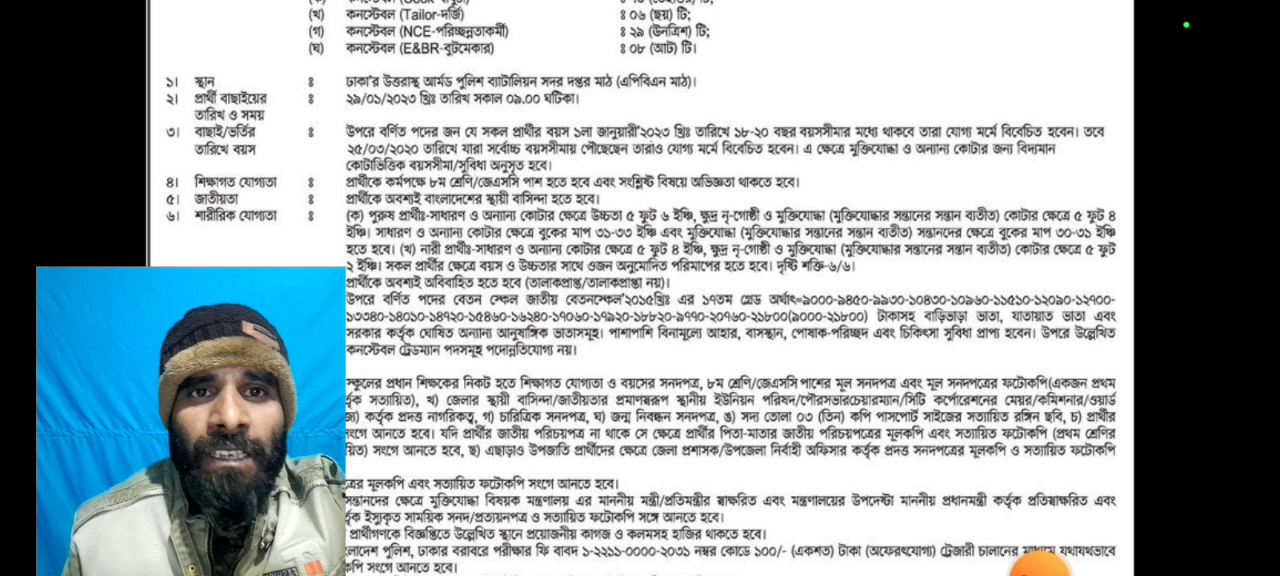 (খ) কনস্টেবল (Tailor-দর্জি) ঃ ০৬ (ছয়) টি;
(গ) কনস্টেবল (NCE-পরিচ্ছন্নতাকর্মী) ঃ ২৯ (উনত্রিশ) টি;
(ঘ) কনস্টেবল (E&BR-বুটমেকার) ঃ ০৮ (আট) টি।
১। স্থান ঃ ঢাকা'র উত্তরাস্থ আর্মড পুলিশ ব্যাটালিয়ন সদর দপ্তর মাঠ (এপিবিএন মাঠ)।
২। প্রার্থী বাছাইয়ের ঃ ২৯/০১/২০২৩ খ্রিঃ তারিখ সকাল ০৯.০০ ঘটিকা।
তারিখ ও সময়
৩। বাছাই/ভর্তির ঃ উপরে বর্ণিত পদের জন যে সকল প্রার্থীর বয়স ১লা জানুয়ারী'২০২৩ খ্রিঃ তারিখে ১৮-২০ বছর বয়সসীমার মধ্যে থাকবে তারা যোগ্য মর্মে বিবেচিত হবেন। তবে
তারিখে বয়স ২৫/০৩/২০২০ তারিখে যারা সর্বোচ্চ বয়সসীমায় পৌছেছেন তারাও যোগ্য মর্মে বিবেচিত হবেন। এ ক্ষেত্রে মুক্তিযোদ্ধা ও অন্যান্য কোটার জন্য বিদ্যমান
কোটাভিত্তিক বয়সসীমা/সুবিধা অনুসৃত হবে।
৪। শিক্ষাগত যোগ্যতা ঃ প্রার্থীকে কর্মপক্ষে ৮ম শ্রেণি/জেএসসি পাশ হতে হবে এবং সংশ্লিষ্ট বিষয়ে অভিজ্ঞতা থাকতে হবে।
৫। জাতীয়তা ঃ প্রার্থীকে অবশ্যই বাংলাদেশের স্থায়ী বাসিন্দা হতে হবে।
৬। শারীরিক যোগ্যতা ঃ (ক) পুরুষ প্রার্থীঃ-সাধারণ ও অন্যান্য কোটার ক্ষেত্রে উচ্চতা ৫ ফুট ৬ ইঞ্চি, ক্ষুদ্র নৃ-গোষ্ঠী ও মুক্তিযোদ্ধা (মুক্তিযোদ্ধার সন্তানের সন্তান ব্যতীত) কোটার ক্ষেত্রে ৫ ফুট ৪
ইঞ্চি। সাধারণ ও অন্যান্য কোটার ক্ষেত্রে বুকের মাপ ৩১-৩৩ ইঞ্চি এবং মুক্তিযোদ্ধা (মুক্তিযোদ্ধার সন্তানের সন্তান ব্যতীত) সন্তানদের ক্ষেত্রে বুকের মাপ ৩০-৩১ ইঞ্চি
হতে হবে। (খ) নারী প্রার্থীঃ-সাধারণ ও অন্যান্য কোটার ক্ষেত্রে ৫ ফুট ৪ ইঞ্চি, ক্ষুদ্র নৃ-গোষ্ঠী ও মুক্তিযোদ্ধা (মুক্তিযোদ্ধার সন্তানের সন্তান ব্যতীত) কোটার ক্ষেত্রে ৫ ফুট
২ ইঞ্চি। সকল প্রার্থীর ক্ষেত্রে বয়স ও উচ্চতার সাথে ওজন অনুমোদিত পরিমাপের হতে হবে। দৃষ্টি শক্তি-৬/৬।
প্রার্থীকে অবশ্যই অবিবাহিত হতে হবে (তালাকপ্রাপ্ত/তালাকপ্রাপ্তা নয়)।
উপরে বর্ণিত পদের বেতন স্কেল জাতীয় বেতনস্কেল'২০১৫খ্রিঃ এর ১৭তম গ্রেড অর্থাৎ=৯০০০-৯৪৫০-৯৯৩০-১০৪৩০-১০৯৬০-১১৫১০-১২০৯০-১২৭০০-
১৩৩৪০-১৪০১০-১৪৭২০-১৫৪৬০-১৬২৪০-১৭০৬০-১৭৯২০-১৮৮২০-৯৭৭০-২০৭৬০-২১৮০০(৯০০০-২১৮০০) টাকাসহ বাড়িভাড়া ভাতা, যাতায়াত ভাতা এবং
সরকার কর্তৃক ঘোষিত অন্যান্য আনুষাঙ্গিক ভাতাসমূহ। পাশাপাশি বিনামূল্যে আহার, বাসস্থান, পোষাক-পরিচ্ছদ এবং চিকিৎসা সুবিধা প্রাপ্য হবেন। উপরে উল্লেখিত
কনস্টেবল ট্রেডম্যান পদসমূহ পদোন্নতিযোগ্য নয়।
স্কুলের প্রধান শিক্ষকের নিকট হতে শিক্ষাগত যোগ্যতা ও বয়সের সনদপত্র, ৮ম শ্রেণি/জেএসসি পাশের মূল সনদপত্র এবং মূল সনদপত্রের ফটোকপি(একজন প্রথম
সত্যায়িত), খ) জেলার স্থায়ী বাসিন্দা/জাতীয়তার প্রমাণস্বরূপ স্থানীয় ইউনিয়ন পরিষদ/পৌরসভারচেয়ারম্যান/সিটি কর্পোরেশনের মেয়র/কমিশনার/ওয়ার্ড
কর্তৃক প্রদত্ত নাগরিকত্ব, গ) চারিত্রিক সনদপত্র, ঘ) জন্ম নিবন্ধন সনদপত্র, ঙ) সদ্য তোলা ০৩ (তিন) কপি পাসপোর্ট সাইজের সত্যায়িত রঙ্গিন ছবি, চ) প্রার্থীর
আনতে হবে। যদি প্রার্থীর জাতীয় পরিচয়পত্র না থাকে সে ক্ষেত্রে প্রার্থীর পিতা-মাতার জাতীয় পরিচয়পত্রের মূলকপি এবং সত্যায়িত ফটোকপি (প্রথম শ্রেণির
সংগে আনতে হবে, ছ) এছাড়াও উপজাতি প্রার্থীদের ক্ষেত্রে জেলা প্রশাসক/উপজেলা নির্বাহী অফিসার কর্তৃক প্রদত্ত সনদপত্রের মূলকপি ও সত্যায়িত ফটোকপি
মূলকপি এবং সত্যায়িত ফটোকপি সংগে আনতে হবে।
সন্তানদের ক্ষেত্রে মুক্তিযোদ্ধা বিষয়ক মন্ত্রণালয় এর মাননীয় মন্ত্রী/প্রতিমন্ত্রীর স্বাক্ষরিত এবং মন্ত্রণালয়ের উপদেষ্টা মাননীয় প্রধানমন্ত্রী কর্তৃক প্রতিস্বাক্ষরিত এবং
ইস্যুকৃত সাময়িক সনদ/প্রত্যয়নপত্র ও সত্যায়িত ফটোকপি সঙ্গে আনতে হবে।
প্রার্থীগণকে বিজ্ঞপ্তিতে উল্লেখিত স্থানে প্রয়োজনীয় কাগজ ও কলমসহ হাজির থাকতে হবে।
পুলিশ, ঢাকার বরাবরে পরীক্ষার ফি বাবদ ১-২২১১-০০০০-২০৩১ নম্বর কোডে ১০০/- (একশত) টাকা (অফেরৎযোগ্য) ট্রেজারী চালানের মাধ্যমে যথাযথভাবে
সংগে আনতে হবে।